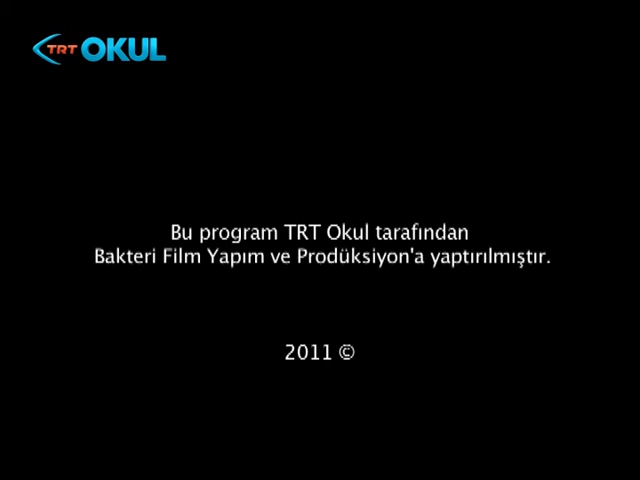 TRT OKUL
Bu program TRT Okul tarafından
Bakteri Film Yapım ve Prodüksiyon'a yaptırılmıştır.
2011 ©